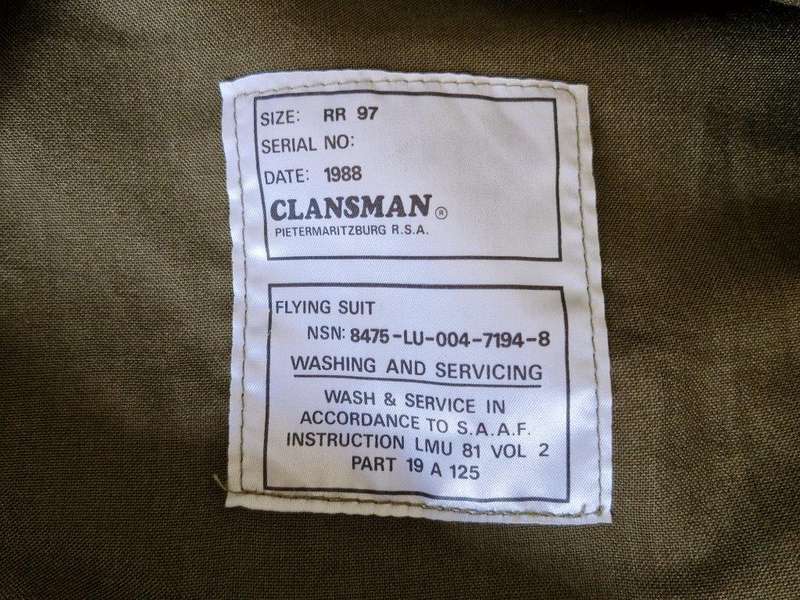 SIZE: RR 97
SERIAL NO:
DATE: 1988
CLANSMAN ®
PIETERMARITZBURG R.S.A.
FLYING SUIT
NSN: 8475-LU-004-7194-8
WASHING AND SERVICING
WASH & SERVICE IN
ACCORDANCE TO S.A.A.F.
INSTRUCTION LMU 81 VOL 2
PART 19 A 125